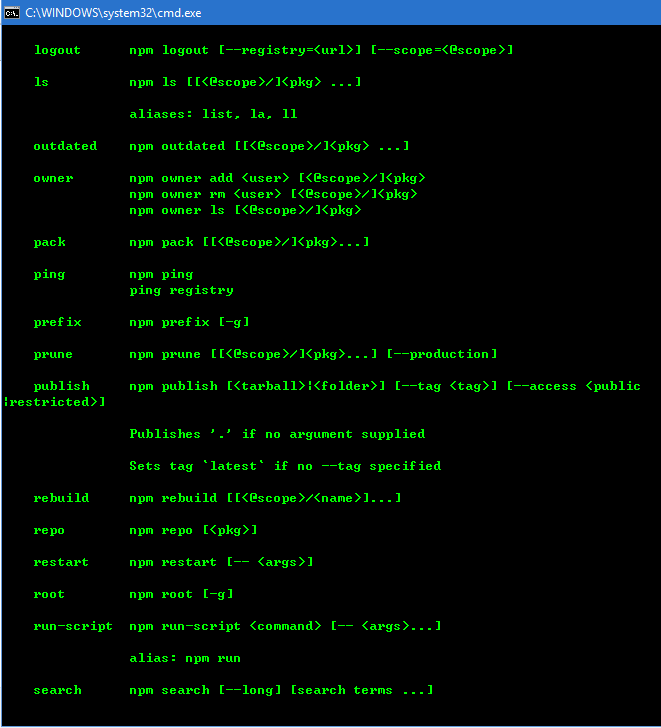 C:\WINDOWS\system32\cmd.exe
logout npm logout [--registry=<url>] [--scope=<@scope>]
ls npm ls [[<@scope>/]<pkg> ...]
aliases: list, la, ll
outdated npm outdated [[<@scope>/]<pkg> ...]
owner npm owner add <user> [<@scope>/]<pkg>
npm owner rm <user> [<@scope>/]<pkg>
npm owner ls [<@scope>/]<pkg>
pack npm pack [[<@scope>/]<pkg>...]
ping npm ping
ping registry
prefix npm prefix [-g]
prune npm prune [[<@scope>/]<pkg>...] [--production]
publish npm publish [<tarball>|<folder>] [--tag <tag>] [--access <public
|restricted>]
Publishes '.' if no argument supplied
Sets tag `latest` if no --tag specified
rebuild npm rebuild [[<@scope>/<name>]...]
repo npm repo [<pkg>]
restart npm restart [-- <args>]
root npm root [-g]
run-script npm run-script <command> [-- <args>...]
alias: npm run
search npm search [--long] [search terms ...]